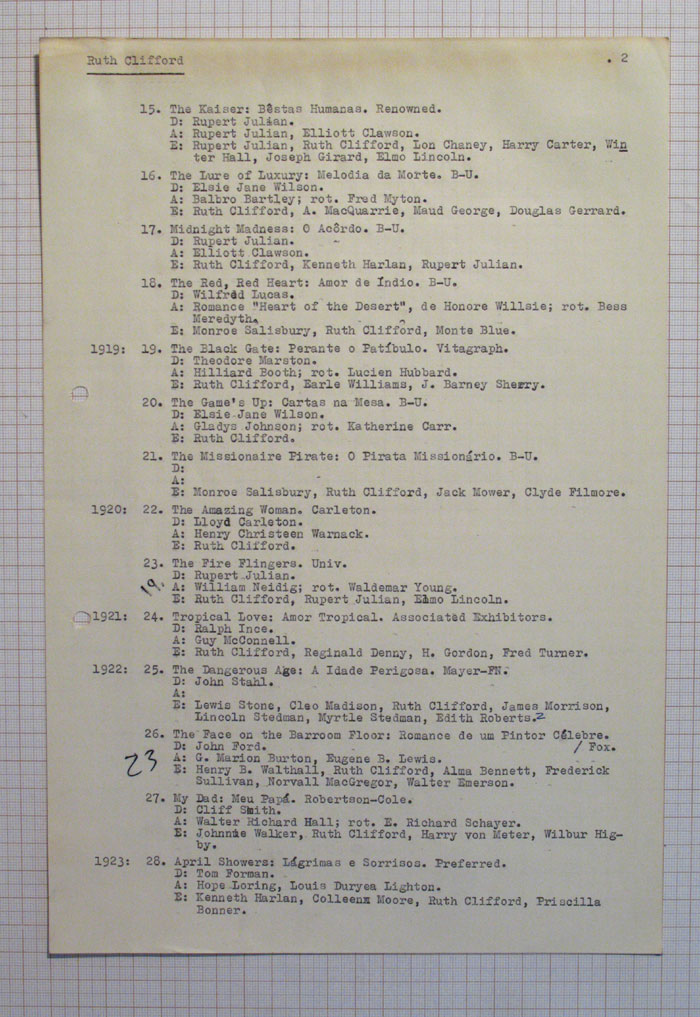 Ruth Clifford
. 2
15. The Kaiser: Bêstas Humanas. Renowned.
D: Rupert Julian.
A: Rupert Julian, Elliott Clawson.
E: Rupert Julian, Ruth Clifford, Lon Chaney, Harry Carter, Win
ter Hall, Joseph Girard, Elmo Lincoln.
16. The Lure of Luxury: Melodia da Morte. B-U.
D: Elsie Jane Wilson.
A: Balbro Bartley; rot. Fred Myton.
E: Ruth Clifford, A. MacQuarrie, Maud George, Douglas Gerrard.
17. Midnight Madness: O Acôrdo. B-U.
D: Rupert Julian.
A: Elliott Clawson.
E: Ruth Clifford, Kenneth Harlan, Rupert Julian.
18. The Red, Red Heart: Amor de Índio. B-U.
D: Wilfred Lucas.
A: Romance "Heart of the Desert", de Honore Willsie; rot. Bess
Meredyth.
E: Monroe Salisbury, Ruth Clifford, Monte Blue.
1919: 19. The Black Gate: Perante o Patíbulo. Vitagraph.
D: Theodore Marston.
A: Hilliard Booth; rot. Lucien Hubbard.
E: Ruth Clifford, Earle Williams, J. Barney Sherry.
20. The Game's Up: Cartas na Mesa. B-U.
D: Elsie Jane Wilson.
A: Gladys Johnson; rot. Katherine Carr.
E: Ruth Clifford.
21. The Missionaire Pirate: O Pirata Missionário. B-U.
D:
A:
E: Monroe Salisbury, Ruth Clifford, Jack Mower, Clyde Filmore.
1920: 22. The Amazing Woman. Carleton.
D: Lloyd Carleton.
A: Henry Christeen Warnack.
E: Ruth Clifford.
23. The Fire Flingers. Univ.
D: Rupert Julian.
19. A: William Neidig; rot. Waldemar Young.
E: Ruth Clifford, Rupert Julian, Elmo Lincoln.
1921: 24. Tropical Love: Amor Tropical. Associated Exhibitors.
D: Ralph Ince.
A: Guy McConnell.
E: Ruth Clifford, Reginald Denny, H. Gordon, Fred Turner.
1922: 25. The Dangerous Age: A Idade Perigosa. Mayer-FN.
D: John Stahl.
A:
E: Lewis Stone, Cleo Madison, Ruth Clifford, James Morrison,
Lincoln Stedman, Myrtle Stedman, Edith Roberts.2
26. The Face on the Barroom Floor: Romance de um Pintor Célebre.
D: John Ford. / Fox.
23 A: G. Marion Burton, Eugene B. Lewis.
E: Henry B. Walthall, Ruth Clifford, Alma Bennett, Frederick
Sullivan, Norvall MacGregor, Walter Emerson.
27. My Dad: Meu Papá. Robertson-Cole.
D: Cliff Smith.
A: Walter Richard Hall; rot. E. Richard Schayer.
E: Johnnie Walker, Ruth Clifford, Harry von Meter, Wilbur Hig-
by.
1923: 28. April Showers: Lágrimas e Sorrisos. Preferred.
D: Tom Forman.
A: Hope Loring, Louis Duryea Lighton.
E: Kenneth Harlan, Colleenx Moore, Ruth Clifford, Priscilla
Bonner.